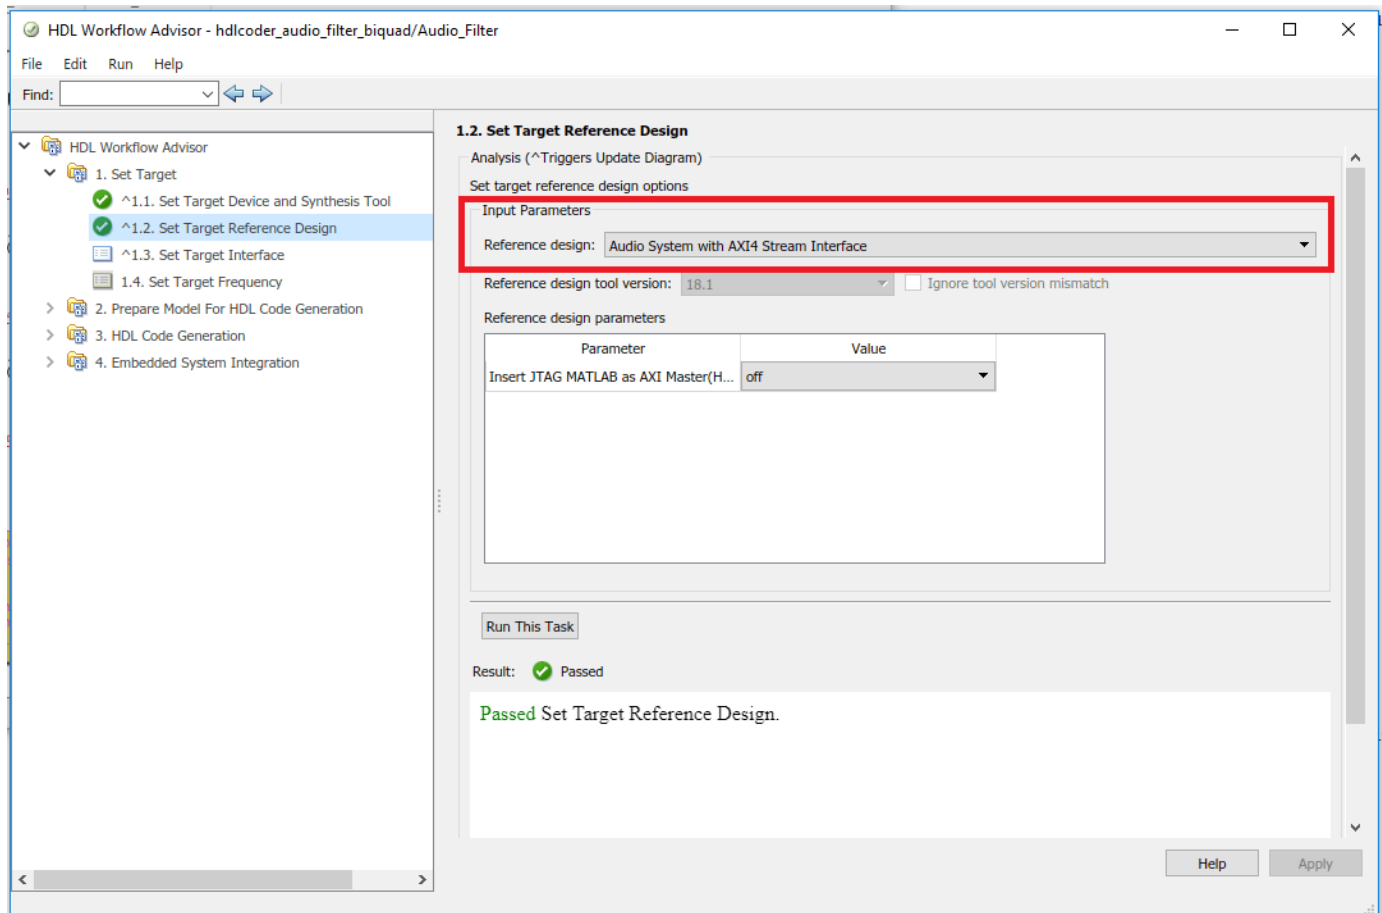 HDL Workflow Advisor - hdlcoder_audio_filter_biquad/Audio_Filter
File Edit Run Help
Find:
HDL Workflow Advisor
1. Set Target
^1.1. Set Target Device and Synthesis Tool
^1.2. Set Target Reference Design
^1.3. Set Target Interface
1.4. Set Target Frequency
2. Prepare Model For HDL Code Generation
3. HDL Code Generation
4. Embedded System Integration
1.2. Set Target Reference Design
Analysis (^Triggers Update Diagram)
Set target reference design options
Input Parameters
Reference design: Audio System with AXI4 Stream Interface
Reference design tool version: 18.1 Ignore tool version mismatch
Reference design parameters
Parameter Value
Insert JTAG MATLAB as AXI Master(H... off
Run This Task
Result: Passed
Passed Set Target Reference Design.
Help Apply